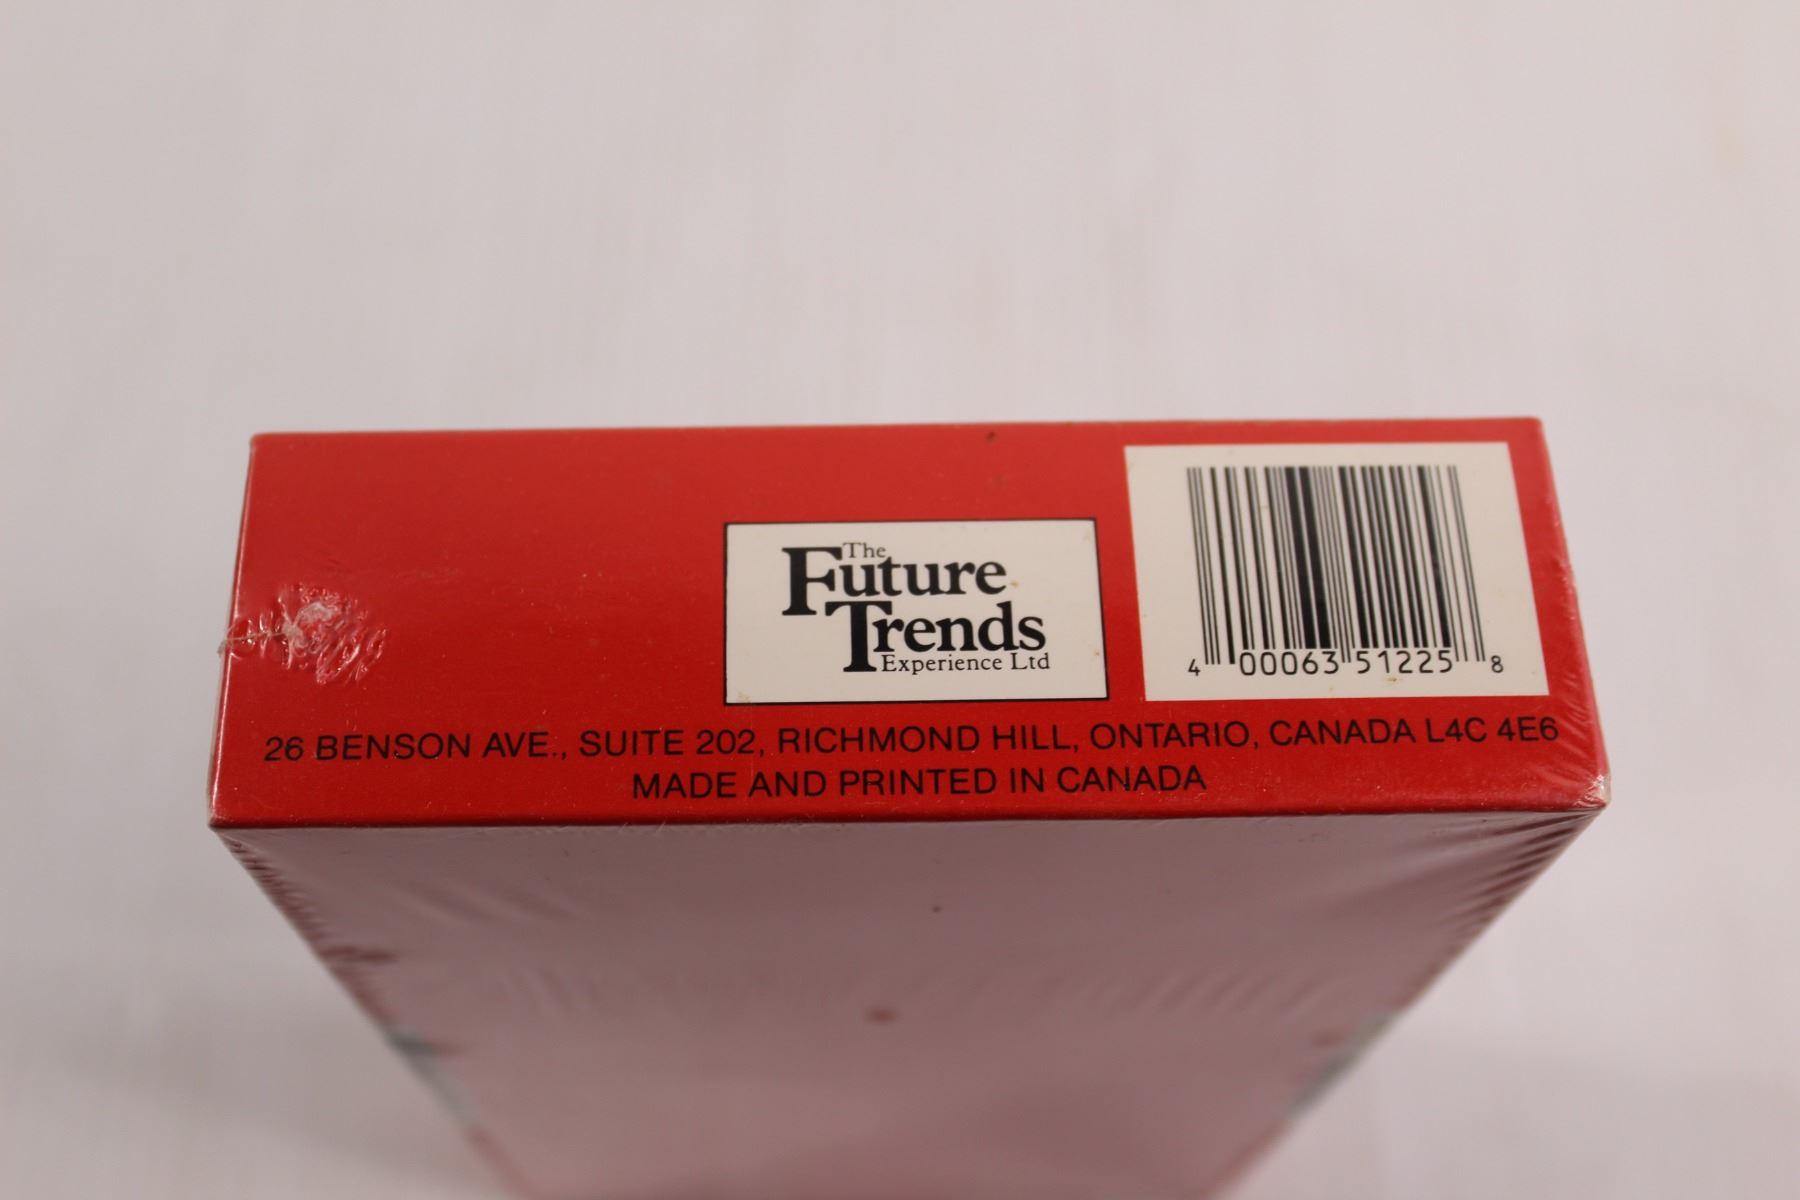 The
Future
Trends
Experience Ltd
4 00063 51225 8
26 BENSON AVE., SUITE 202, RICHMOND HILL, ONTARIO, CANADA L4C 4E6
MADE AND PRINTED IN CANADA